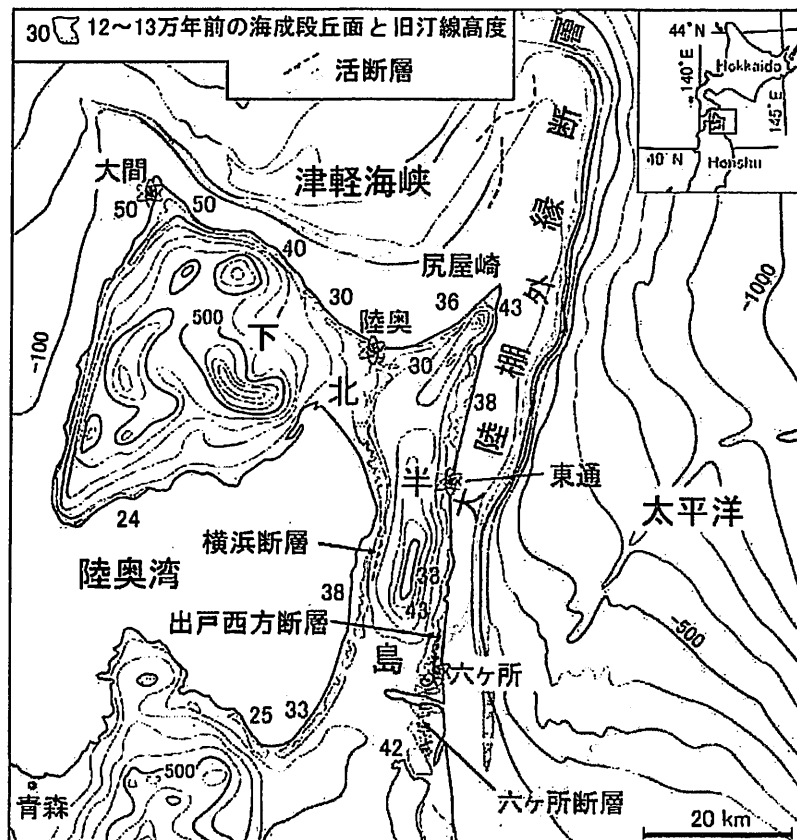 30 12〜13万年前の海成段丘面と旧汀線高度
活断層
44°N
Hokkaido
140°E
145°E
40°N
Honshu
大間
50
50
津軽海峡
40
尻屋崎
30
36
43
陸奥
30
500
下北半島
-100
38
大陸棚外縁断層
-1000
東通
太平洋
24
横浜断層
陸奥湾
38
33
43
出戸西方断層
-500
六ヶ所
25
33
42
500
六ヶ所断層
青森
20 km